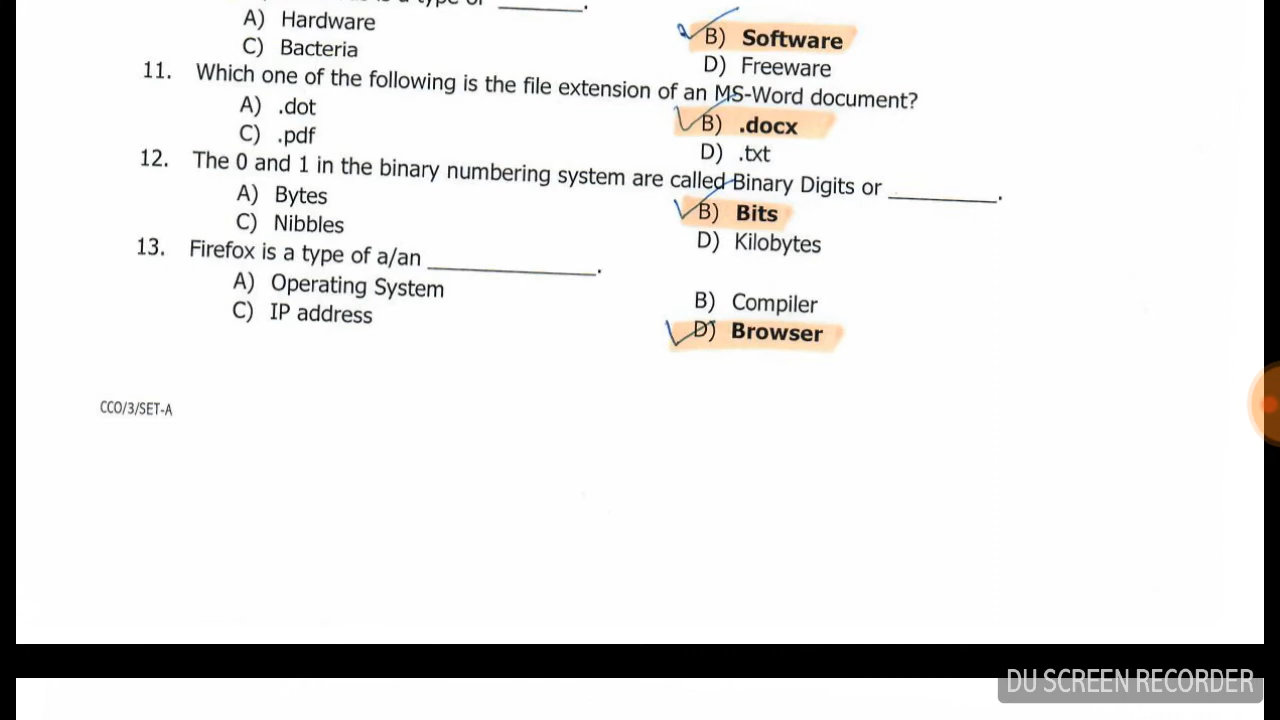 A) Hardware B) Software
C) Bacteria D) Freeware
11. Which one of the following is the file extension of an MS-Word document?
A) .dot B) .docx
C) .pdf D) .txt
12. The 0 and 1 in the binary numbering system are called Binary Digits or __________.
A) Bytes B) Bits
C) Nibbles D) Kilobytes
13. Firefox is a type of a/an ________________.
A) Operating System B) Compiler
C) IP address D) Browser
CCO/3/SET-A
DU SCREEN RECORDER